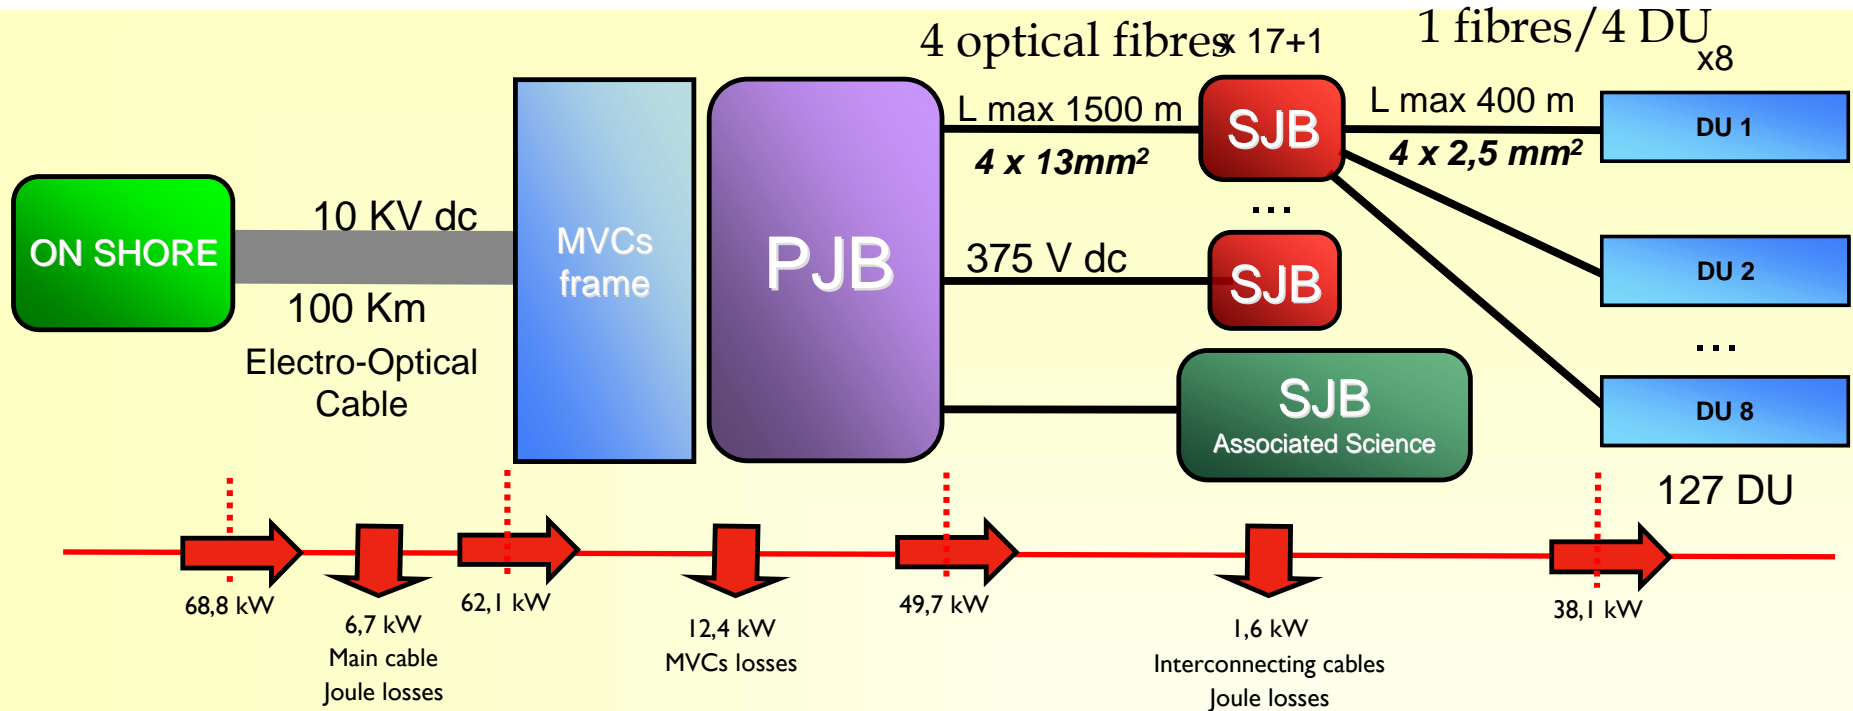 4 optical fibres
x 17+1
1 fibres/4 DU
x8
L max 1500 m
4 x 13mm²
SJB
L max 400 m
4 x 2,5 mm²
DU 1
ON SHORE
10 KV dc
100 Km
Electro-Optical
Cable
MVCs
frame
PJB
...
375 V dc
SJB
DU 2
...
SJB
Associated Science
DU 8
127 DU
68,8 kW
6,7 kW
Main cable
Joule losses
62,1 kW
12,4 kW
MVCs losses
49,7 kW
1,6 kW
Interconnecting cables
Joule losses
38,1 kW